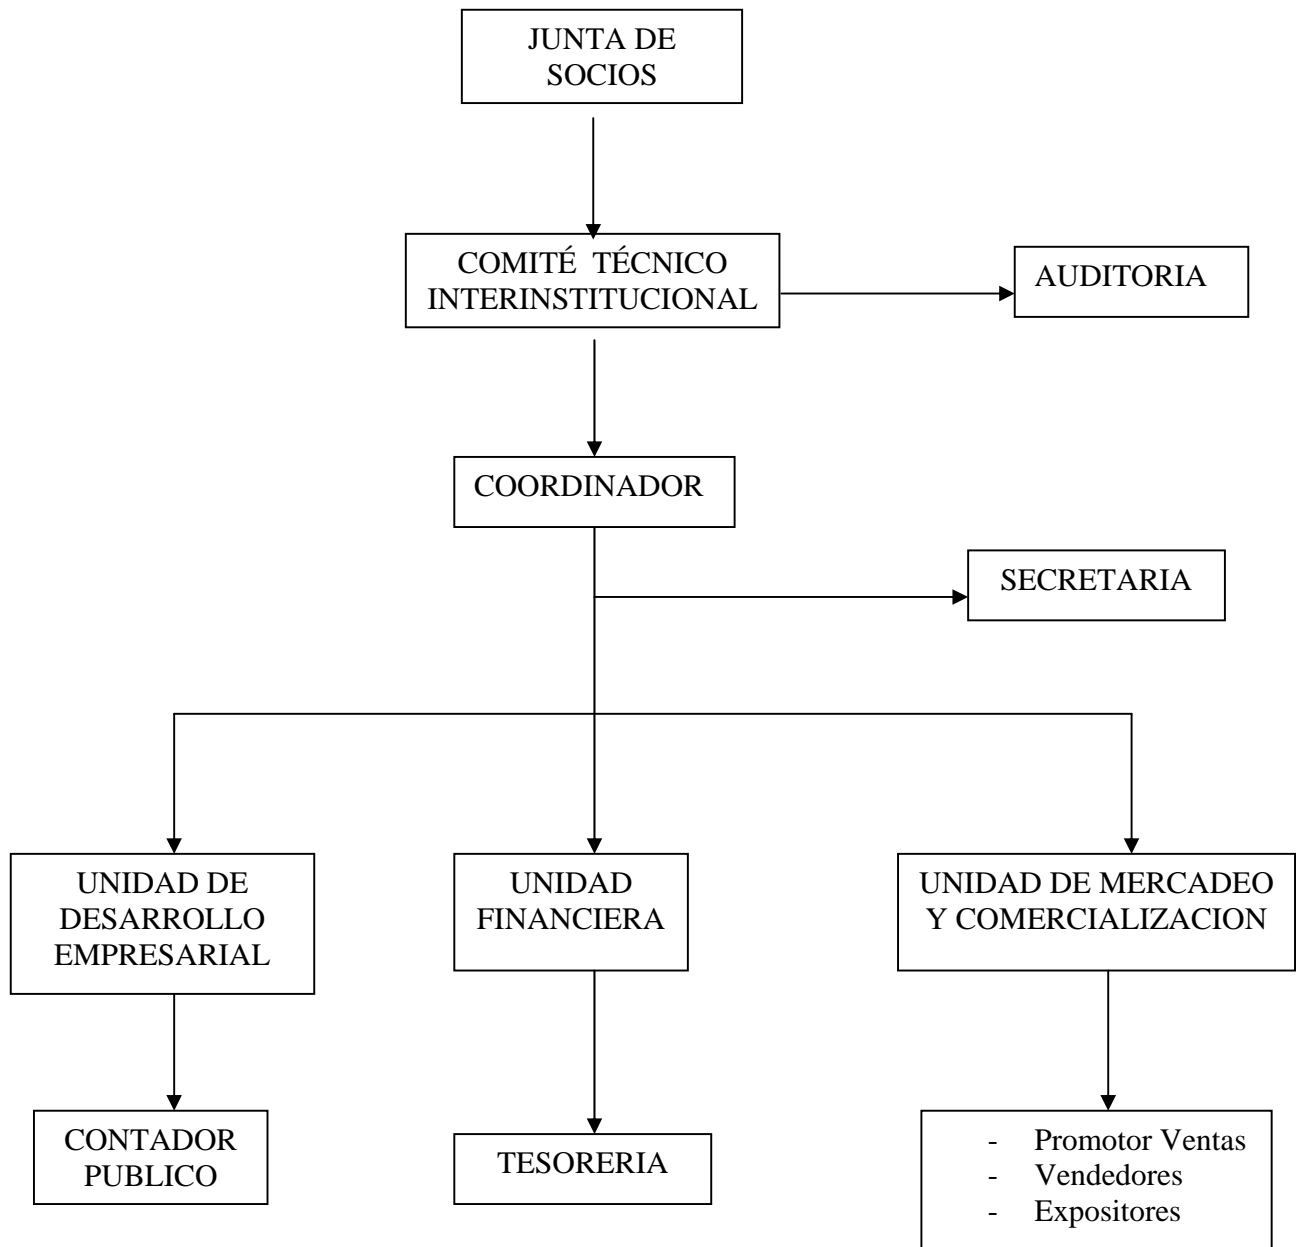 JUNTA DE
SOCIOS
COMITÉ TÉCNICO
INTERINSTITUCIONAL
AUDITORIA
COORDINADOR
SECRETARIA
UNIDAD DE
DESARROLLO
EMPRESARIAL
UNIDAD
FINANCIERA
UNIDAD DE MERCADEO
Y COMERCIALIZACION
CONTADOR
PUBLICO
TESORERIA
- Promotor Ventas
- Vendedores
- Expositores